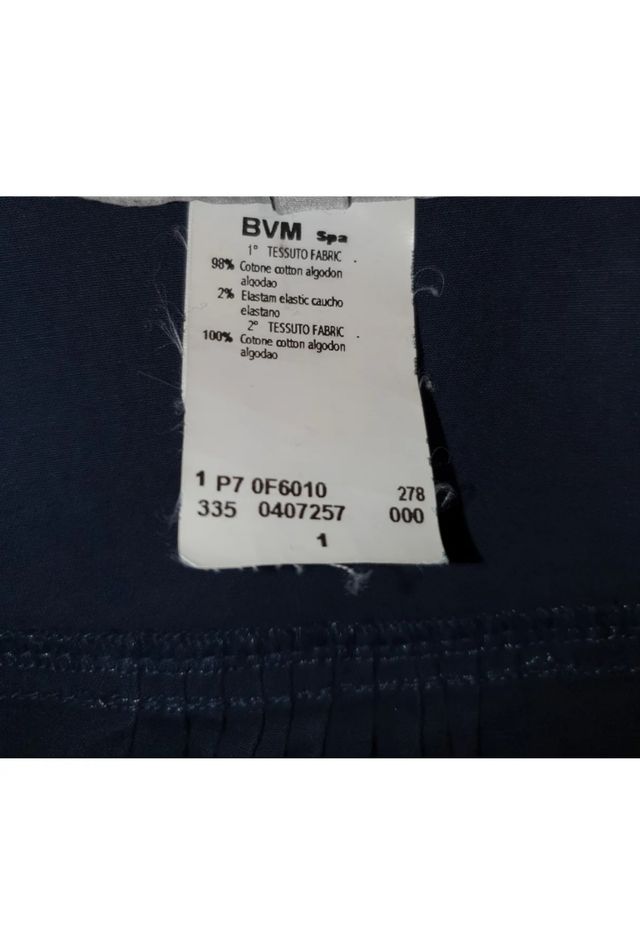 BVM Spa
1° TESSUTO FABRIC .
98% Cotone cotton algodon
algodao
2% Elastam elastic caucho
elastano
2° TESSUTO FABRIC .
100% Cotone cotton algodon
algodao
1 P7 0F6010 278
335 0407257 000
1